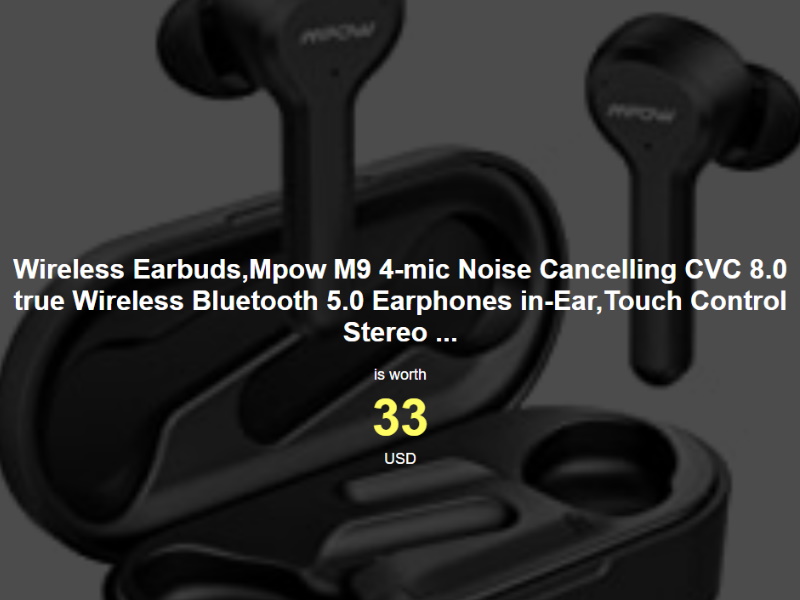 MPOW
MPOW
Wireless Earbuds,Mpow M9 4-mic Noise Cancelling CVC 8.0
true Wireless Bluetooth 5.0 Earphones in-Ear,Touch Control
Stereo ...
is worth
33
USD